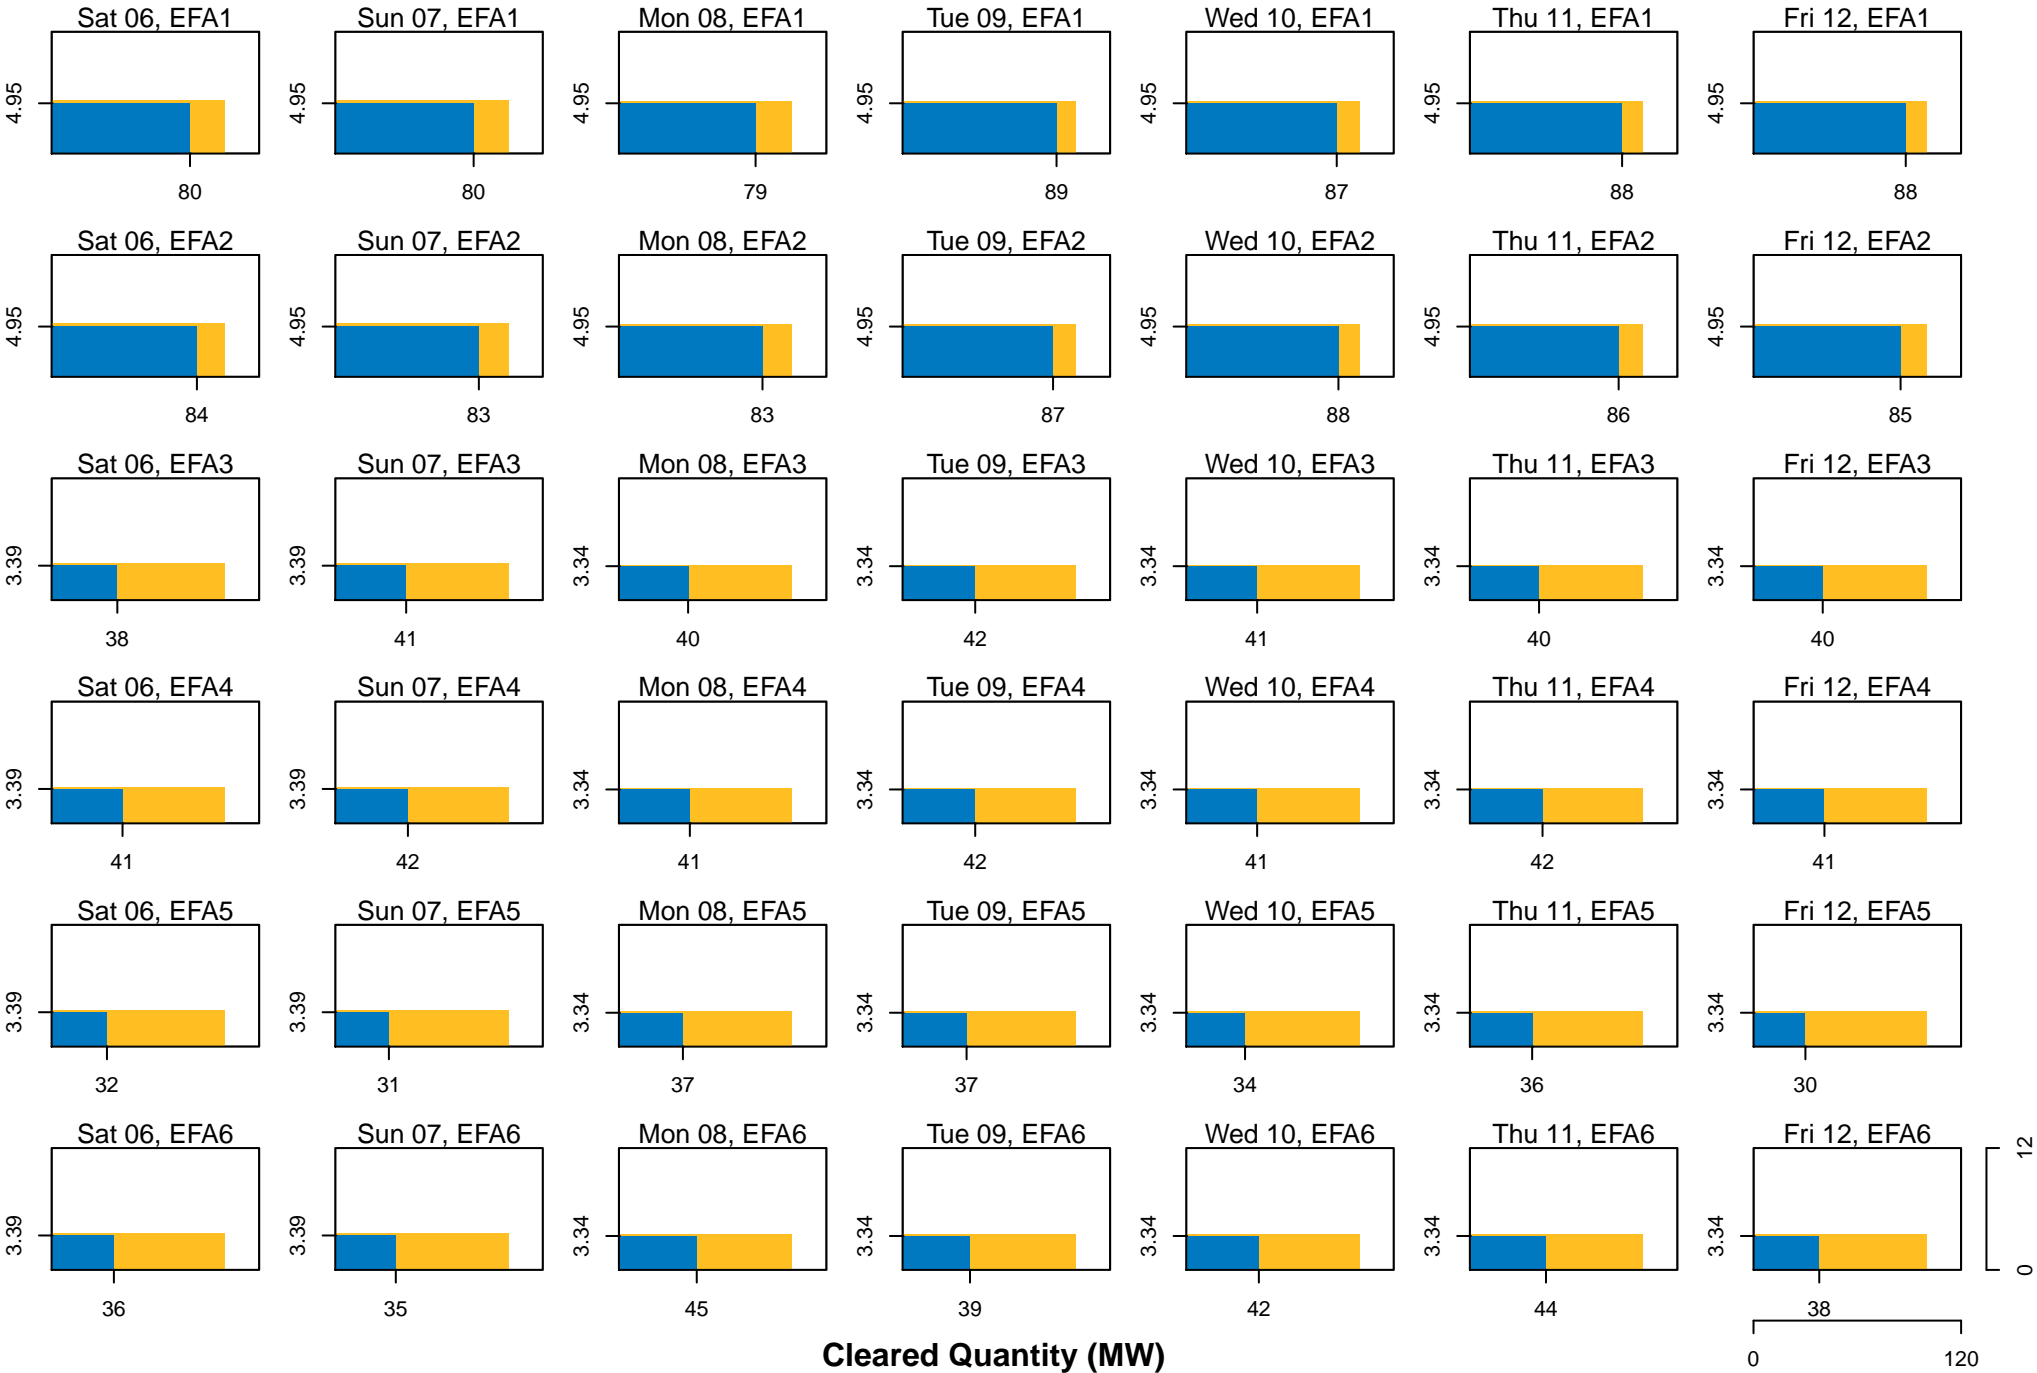 Sat 06, EFA1 Sun 07, EFA1 Mon 08, EFA1 Tue 09, EFA1 Wed 10, EFA1 Thu 11, EFA1 Fri 12, EFA1
4.95 4.95 4.95 4.95 4.95 4.95 4.95
80 80 79 89 87 88 88
Sat 06, EFA2 Sun 07, EFA2 Mon 08, EFA2 Tue 09, EFA2 Wed 10, EFA2 Thu 11, EFA2 Fri 12, EFA2
4.95 4.95 4.95 4.95 4.95 4.95 4.95
84 83 83 87 88 86 85
Sat 06, EFA3 Sun 07, EFA3 Mon 08, EFA3 Tue 09, EFA3 Wed 10, EFA3 Thu 11, EFA3 Fri 12, EFA3
3.39 3.39 3.34 3.34 3.34 3.34 3.34
38 41 40 42 41 40 40
Sat 06, EFA4 Sun 07, EFA4 Mon 08, EFA4 Tue 09, EFA4 Wed 10, EFA4 Thu 11, EFA4 Fri 12, EFA4
3.39 3.39 3.34 3.34 3.34 3.34 3.34
41 42 41 42 41 42 41
Sat 06, EFA5 Sun 07, EFA5 Mon 08, EFA5 Tue 09, EFA5 Wed 10, EFA5 Thu 11, EFA5 Fri 12, EFA5
3.39 3.39 3.34 3.34 3.34 3.34 3.34
32 31 37 37 34 36 30
Sat 06, EFA6 Sun 07, EFA6 Mon 08, EFA6 Tue 09, EFA6 Wed 10, EFA6 Thu 11, EFA6 Fri 12, EFA6
12
3.39 3.39 3.34 3.34 3.34 3.34 3.34
0
36 35 45 39 42 44 38
Cleared Quantity (MW)
0 120